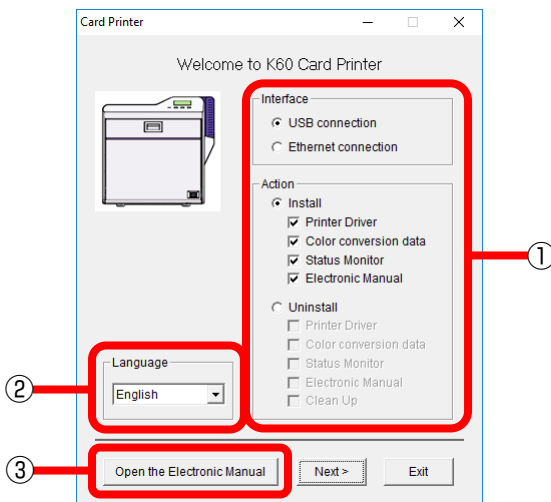 Card Printer
Welcome to K60 Card Printer
Interface
USB connection
Ethernet connection
Action
Install
Printer Driver
Color conversion data
Status Monitor
Electronic Manual
Uninstall
Printer Driver
Color conversion data
Status Monitor
Electronic Manual
Clean Up
①
Language
English
②
③
Open the Electronic Manual
Next >
Exit